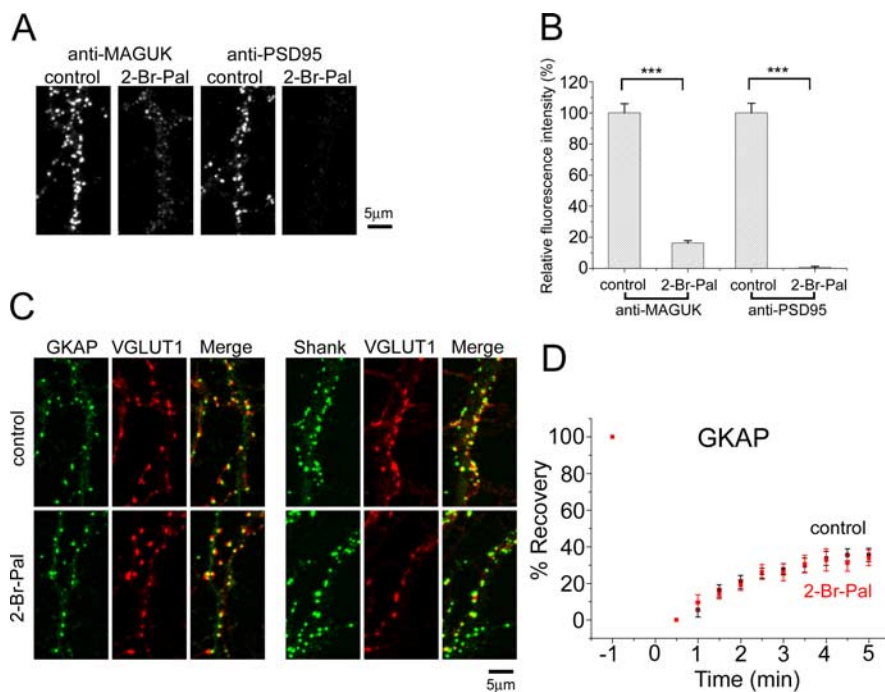 A
anti-MAGUK anti-PSD95
control 2-Br-Pal control 2-Br-Pal
5μm
B
Relative fluorescence intensity (%)
120
100
80
60
40
20
0
*** ***
control 2-Br-Pal control 2-Br-Pal
anti-MAGUK anti-PSD95
C
GKAP VGLUT1 Merge Shank VGLUT1 Merge
control
2-Br-Pal
5μm
D
GKAP
% Recovery
100
80
60
40
20
0
control
2-Br-Pal
-1 0 1 2 3 4 5
Time (min)